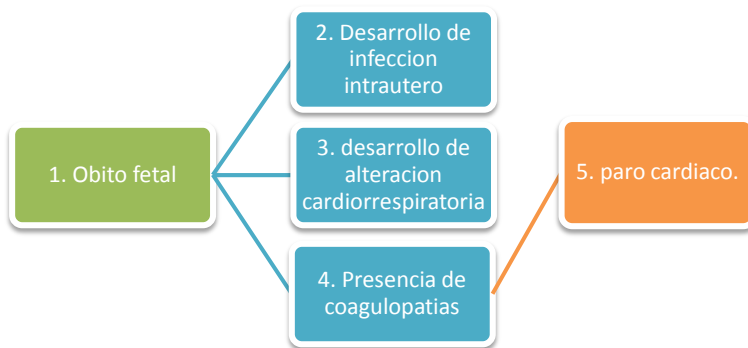 1. Obito fetal
2. Desarrollo de
infeccion
intrautero
3. desarrollo de
alteracion
cardiorrespiratoria
4. Presencia de
coagulopatias
5. paro cardiaco.